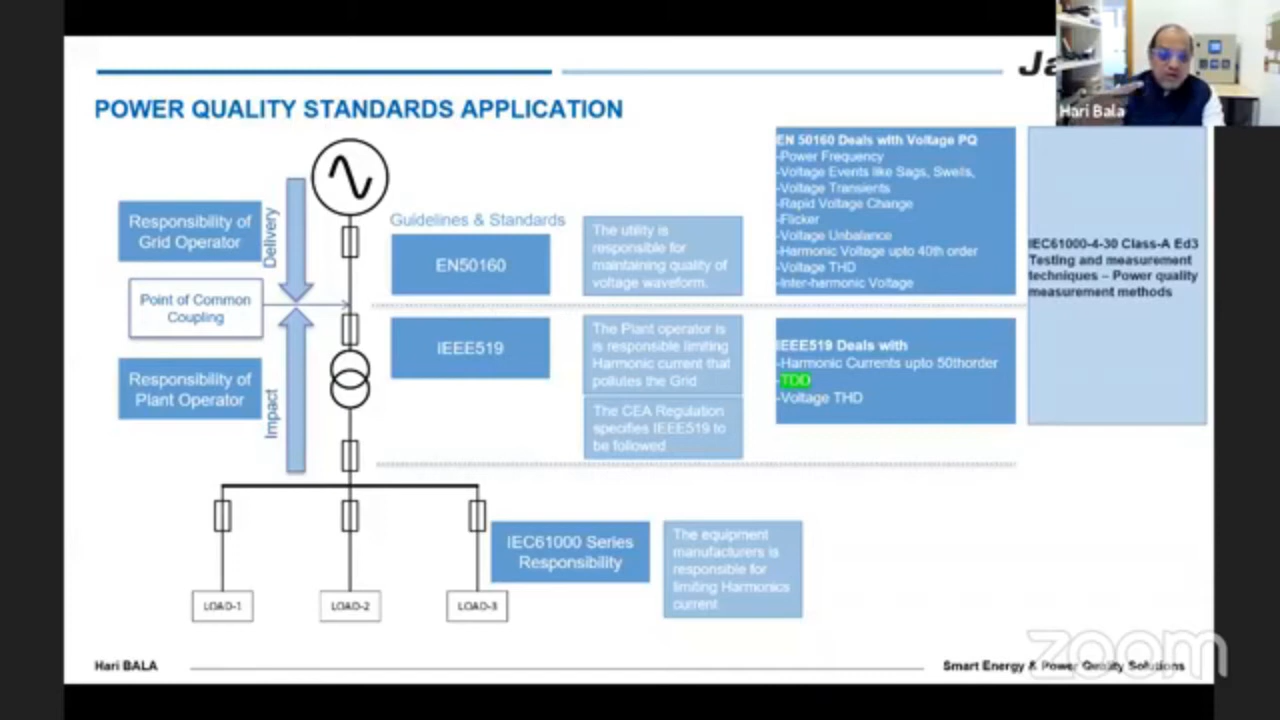 Ja
Hari Bala
POWER QUALITY STANDARDS APPLICATION
Responsibility of
Grid Operator
Delivery
Point of Common
Coupling
Responsibility of
Plant Operator
Impact
Guidelines & Standards
EN50160
The utility is
responsible for
maintaining quality of
voltage waveform.
EN 50160 Deals with Voltage PQ
-Power Frequency
-Voltage Events like Sags, Swells,
-Voltage Transients
-Rapid Voltage Change
-Flicker
-Voltage Unbalance
-Harmonic Voltage upto 40th order
-Voltage THD
-Inter-harmonic Voltage
IEC61000-4-30 Class-A Ed3
Testing and measurement
techniques – Power quality
measurement methods
IEEE519
The Plant operator is
is responsible limiting
Harmonic current that
pollutes the Grid
The CEA Regulation
specifies IEEE519 to
be followed
IEEE519 Deals with
-Harmonic Currents upto 50thorder
-TDD
-Voltage THD
IEC61000 Series
Responsibility
The equipment
manufacturers is
responsible for
limiting Harmonics
current
LOAD-1
LOAD-2
LOAD-3
Hari BALA
Smart Energy & Power Quality Solutions
zoom